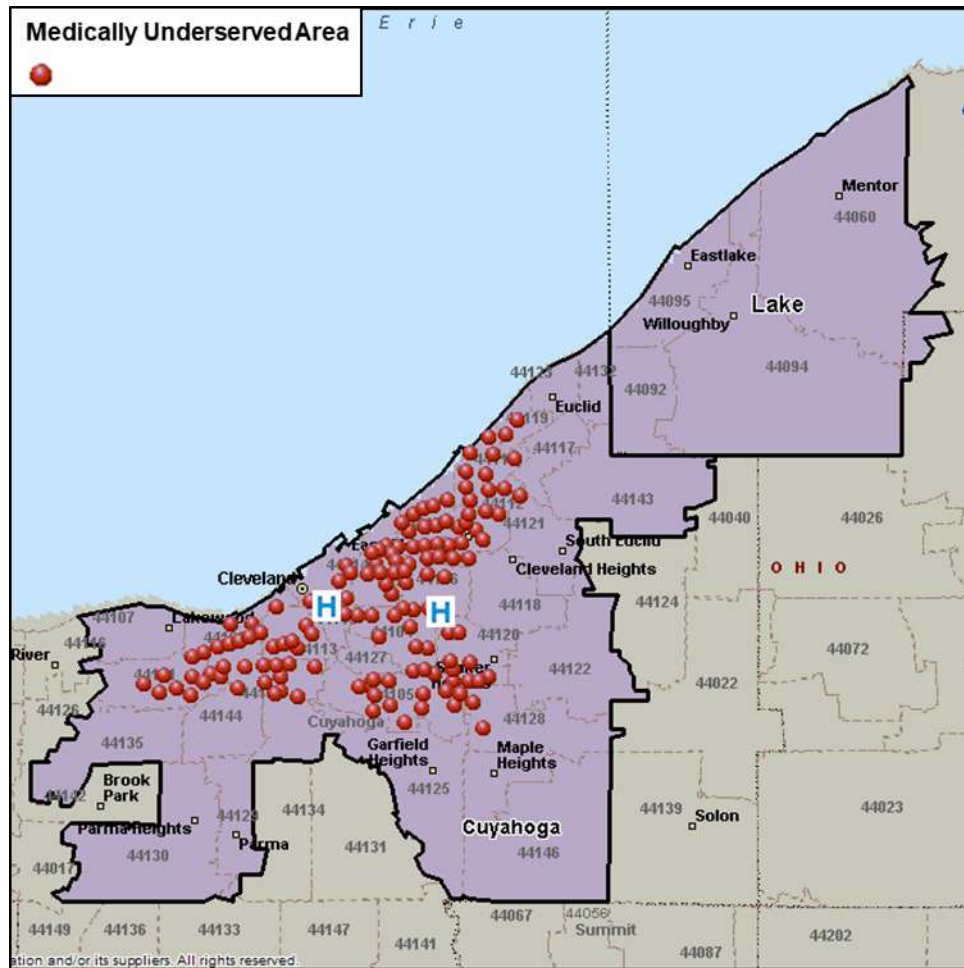 Medically Underserved Area
Erie
Mentor
44060
Eastlake
44095
Lake
Willoughby
44094
44092
44123
44132
Euclid
44119
44117
44143
44112
44121
44040
44026
South Euclid
Cleveland Heights
OHIO
Cleveland
H
H
44118
44124
44107
44116
44113
44120
44072
River
44127
44122
44022
44126
44105
44128
44144
Cuyahoga
44135
Garfield
Heights
Maple
Heights
44125
44142
Brook
Park
44134
44139
44023
Solon
Parma Heights
44129
Parma
Cuyahoga
44130
44131
44146
44017
44067
44056
44149
44136
44133
44147
Summit
44141
44087
44202
ation and/or its suppliers. All rights reserved.